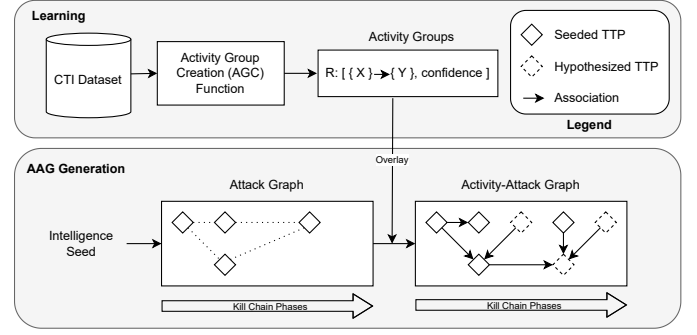 Learning
CTI Dataset
Activity Group
Creation (AGC)
Function
Activity Groups
R: [ { X } { Y }, confidence ]
Seeded TTP
Hypothesized TTP
Association
Legend
Overlay
AAG Generation
Intelligence
Seed
Attack Graph
Kill Chain Phases
Activity-Attack Graph
Kill Chain Phases